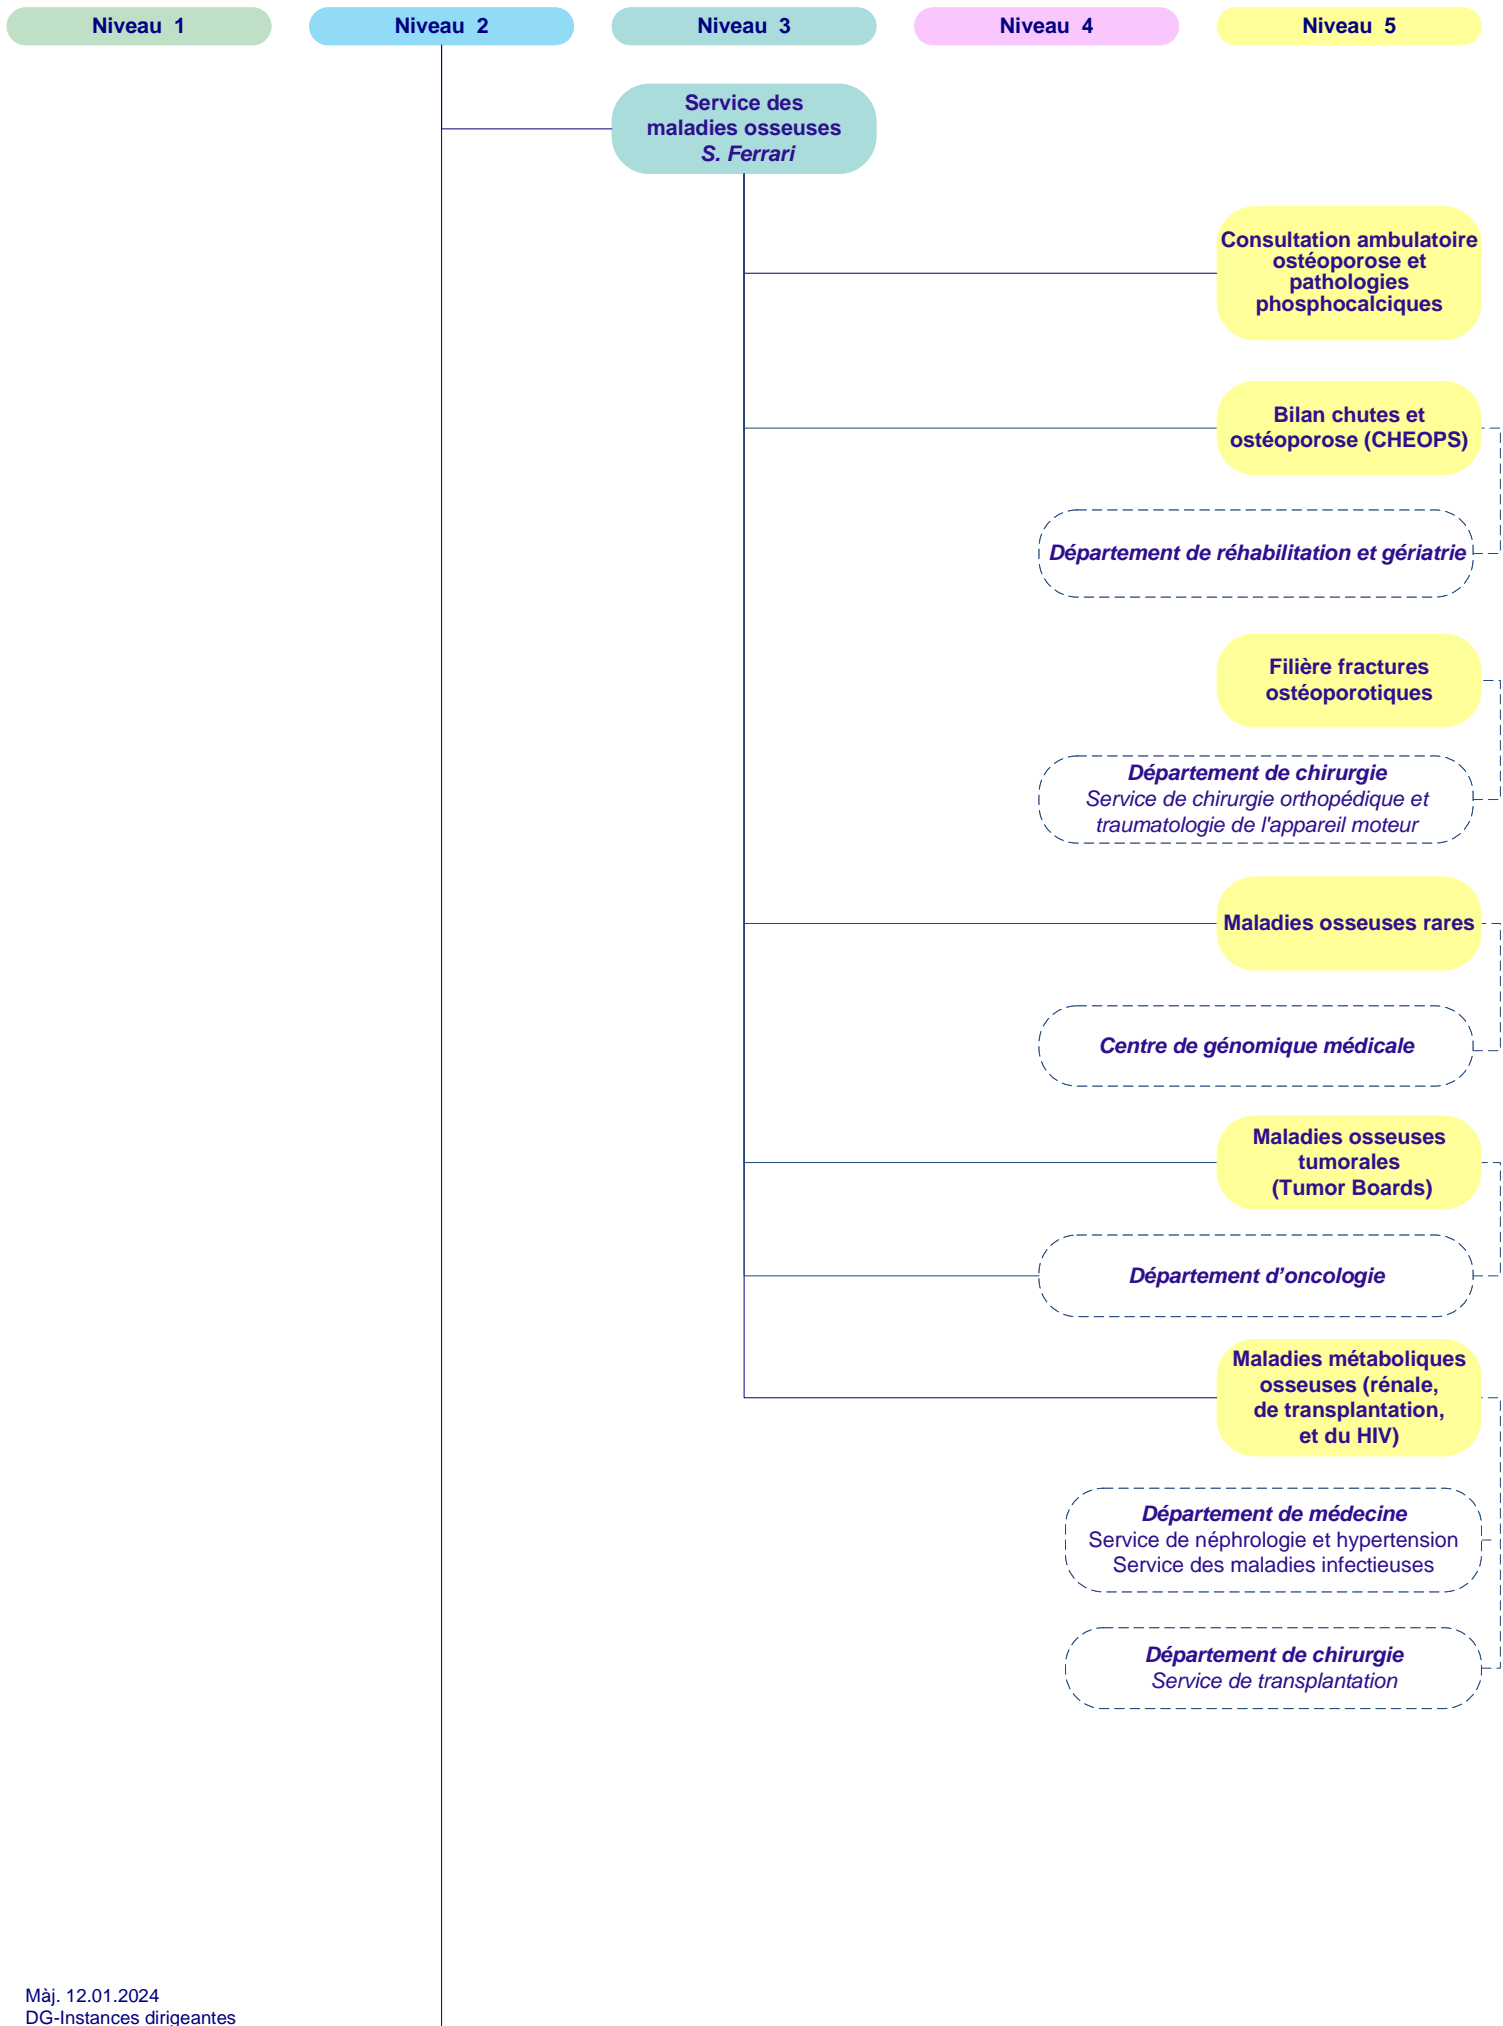 Niveau 1
Niveau 2
Niveau 3
Niveau 4
Niveau 5
Service des
maladies osseuses
S. Ferrari
Consultation ambulatoire
ostéoporose et
pathologies
phosphocalciques
Bilan chutes et
ostéoporose (CHEOPS)
Département de réhabilitation et gériatrie
Filière fractures
ostéoporotiques
Département de chirurgie
Service de chirurgie orthopédique et
traumatologie de l'appareil moteur
Maladies osseuses rares
Centre de génomique médicale
Maladies osseuses
tumorales
(Tumor Boards)
Département d’oncologie
Maladies métaboliques
osseuses (rénale,
de transplantation,
et du HIV)
Département de médecine
Service de néphrologie et hypertension
Service des maladies infectieuses
Département de chirurgie
Service de transplantation
Màj. 12.01.2024
DG-Instances dirigeantes